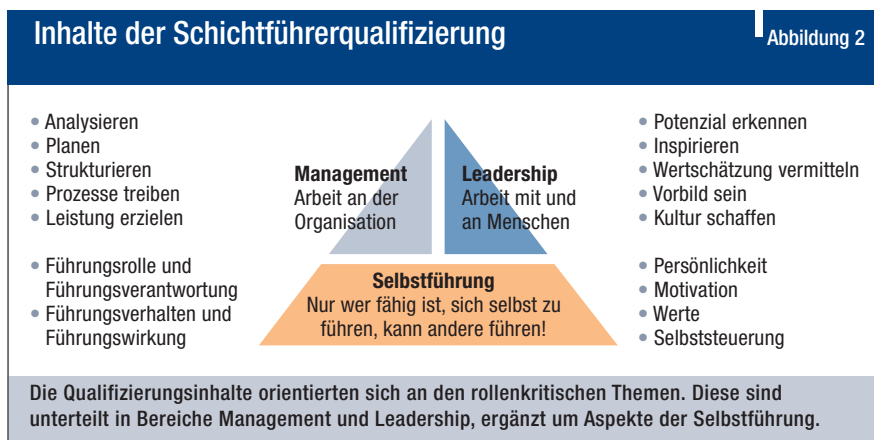 Inhalte der Schichtführerqualifizierung
Abbildung 2
• Analysieren
• Planen
• Strukturieren
• Prozesse treiben
• Leistung erzielen
• Führungsrolle und
Führungsverantwortung
• Führungsverhalten und
Führungswirkung
Management
Arbeit an der
Organisation
Leadership
Arbeit mit und
an Menschen
Selbstführung
Nur wer fähig ist, sich selbst zu
führen, kann andere führen!
• Potenzial erkennen
• Inspirieren
• Wertschätzung vermitteln
• Vorbild sein
• Kultur schaffen
• Persönlichkeit
• Motivation
• Werte
• Selbststeuerung
Die Qualifizierungsinhalte orientierten sich an den rollenkritischen Themen. Diese sind
unterteilt in Bereiche Management und Leadership, ergänzt um Aspekte der Selbstführung.